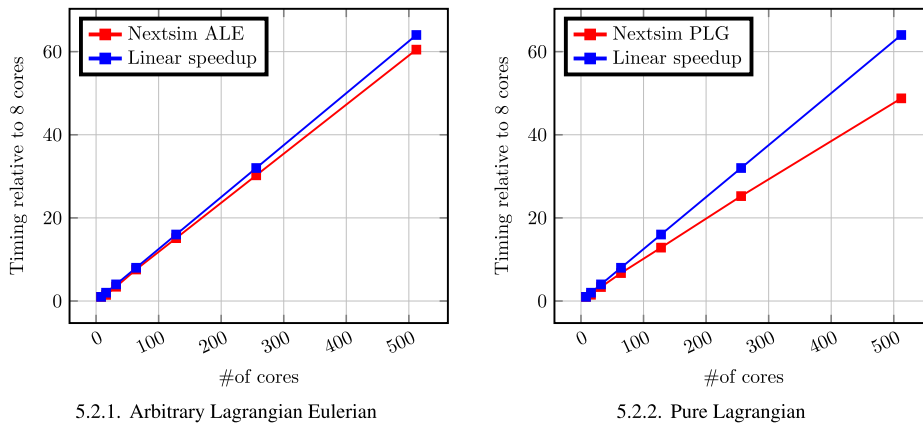 Nextsim ALE
Linear speedup
Timing relative to 8 cores
60
40
20
0
0 100 200 300 400 500
#of cores
5.2.1. Arbitrary Lagrangian Eulerian
Nextsim PLG
Linear speedup
Timing relative to 8 cores
60
40
20
0
0 100 200 300 400 500
#of cores
5.2.2. Pure Lagrangian